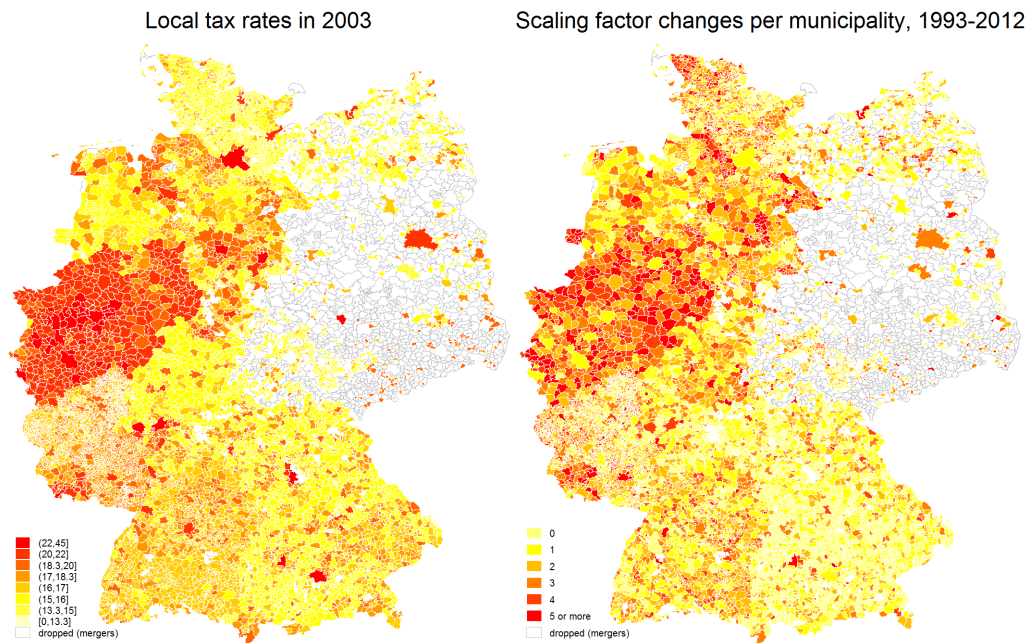 Local tax rates in 2003
Scaling factor changes per municipality, 1993-2012
(22,45]
(20,22]
(18.3,20]
(17,18.3]
(16,17]
(15,16]
(13.3,15]
[0,13.3]
dropped (mergers)
0
1
2
3
4
5 or more
dropped (mergers)